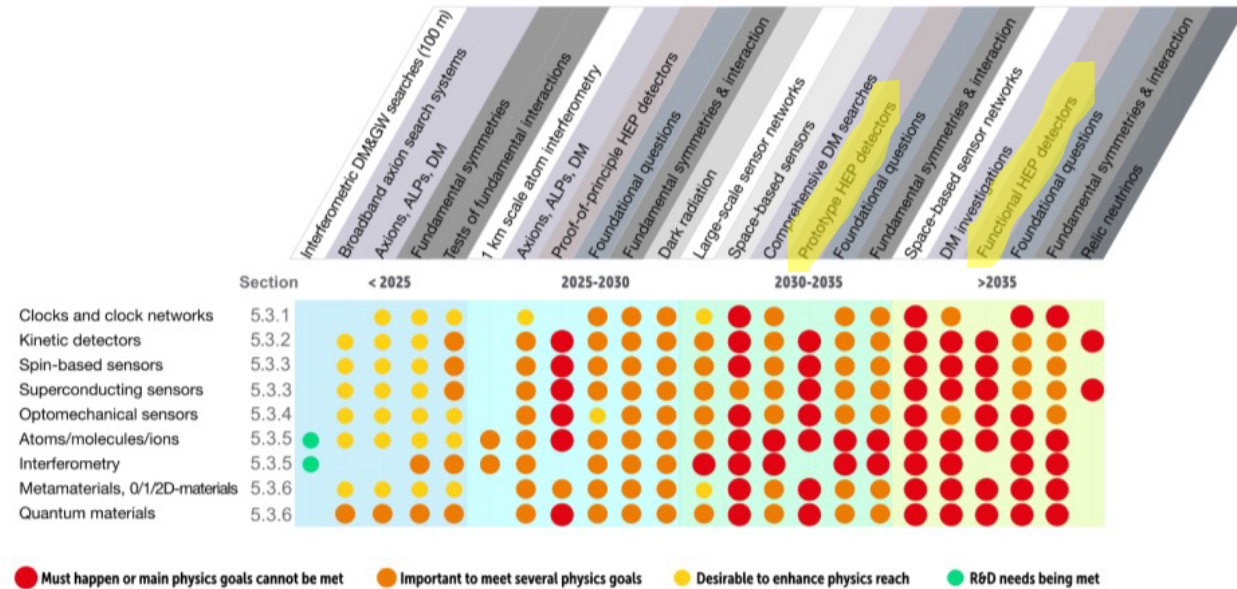 Interferometric DM&GW searches (100 m)
Broadband axion search systems
Axions, ALPs, DM
Fundamental symmetries
Tests of fundamental interactions
1 km scale atom interferometry
Axions, ALPs, DM
Proof-of-principle HEP detectors
Foundational questions
Fundamental symmetries & interaction
Dark radiation
Large-scale sensor networks
Space-based sensors
Comprehensive DM searches
Prototype HEP detectors
Foundational questions
Fundamental symmetries & interaction
Space-based sensor networks
DM investigations
Functional HEP detectors
Foundational questions
Fundamental symmetries & interaction
Relic neutrinos
Section < 2025 2025-2030 2030-2035 >2035
Clocks and clock networks 5.3.1
Kinetic detectors 5.3.2
Spin-based sensors 5.3.3
Superconducting sensors 5.3.3
Optomechanical sensors 5.3.4
Atoms/molecules/ions 5.3.5
Interferometry 5.3.5
Metamaterials, 0/1/2D-materials 5.3.6
Quantum materials 5.3.6
Must happen or main physics goals cannot be met Important to meet several physics goals Desirable to enhance physics reach R&D needs being met